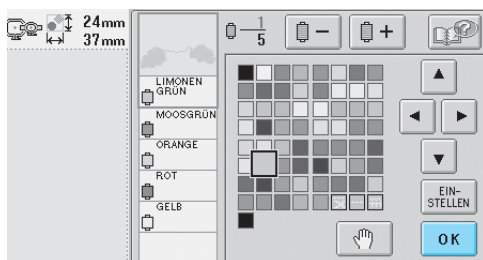 24mm
37mm
1
5
LIMONEN
GRÜN
MOOSGRÜN
ORANGE
ROT
GELB
EIN-
STELLEN
OK